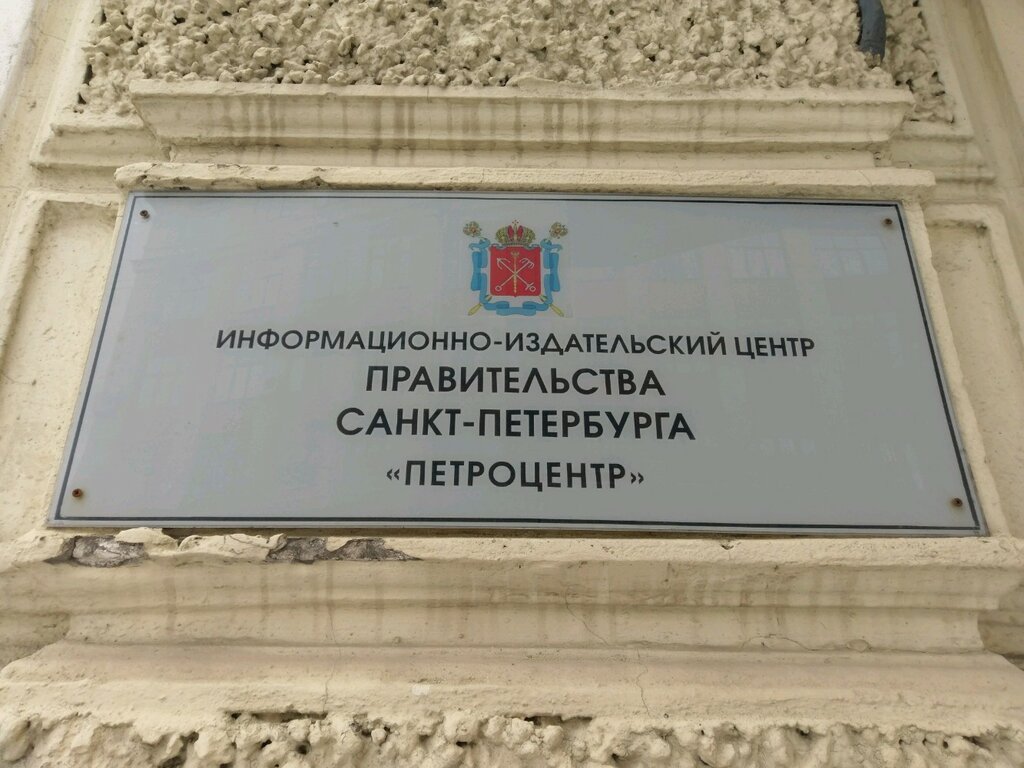 ИНФОРМАЦИОННО-ИЗДАТЕЛЬСКИЙ ЦЕНТР
ПРАВИТЕЛЬСТВА
САНКТ-ПЕТЕРБУРГА
«ПЕТРОЦЕНТР»